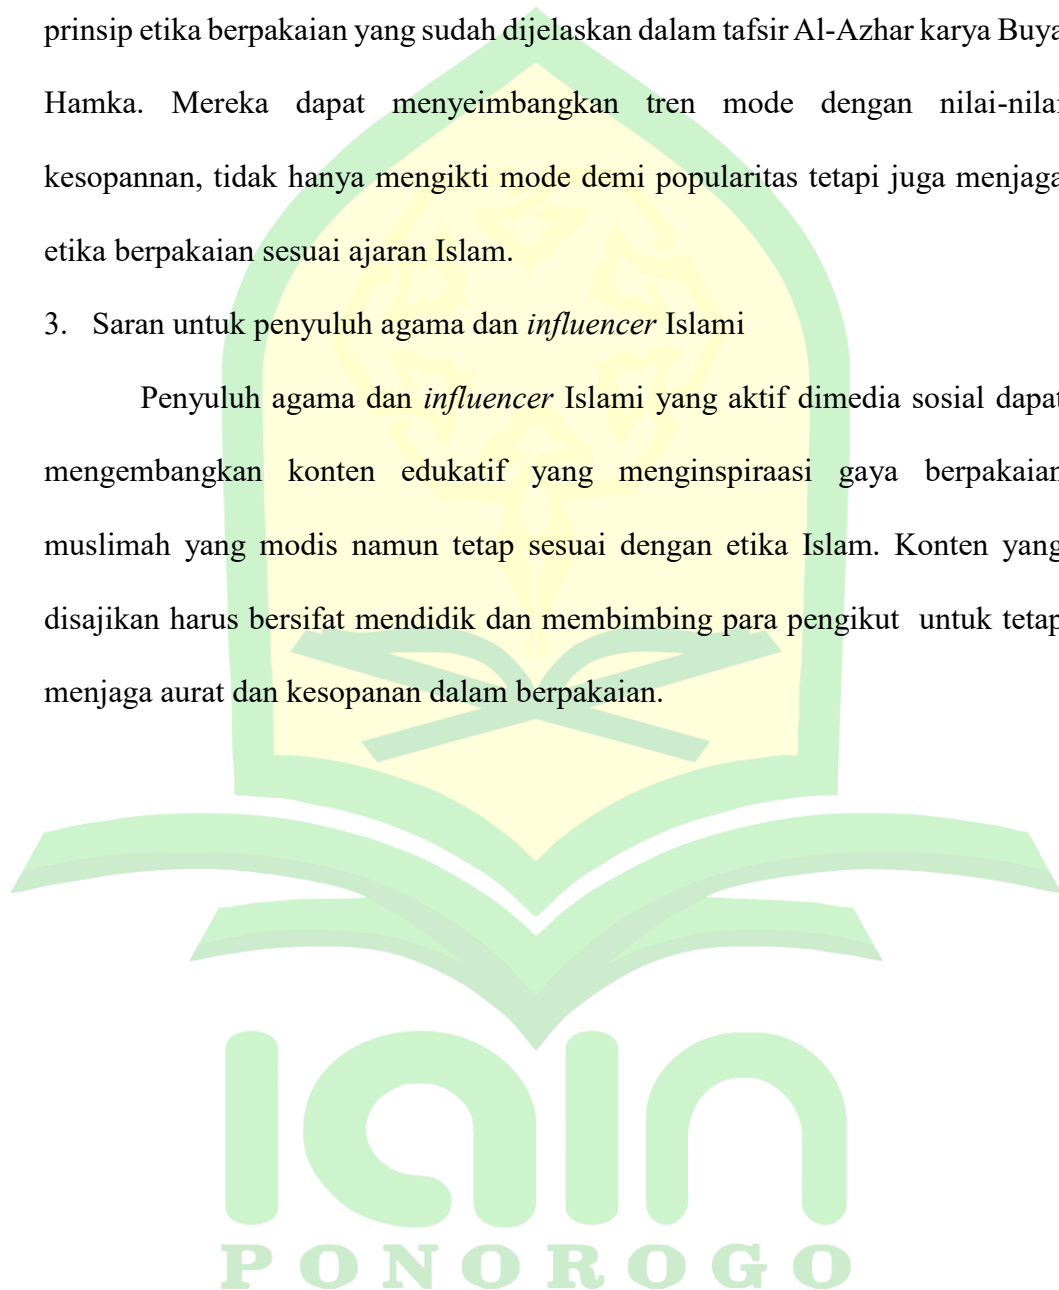 prinsip etika berpakaian yang sudah dijelaskan dalam tafsir Al-Azhar karya Buya
Hamka. Mereka dapat menyeimbangkan tren mode dengan nilai-nilai
kesopannan, tidak hanya mengikti mode demi popularitas tetapi juga menjaga
etika berpakaian sesuai ajaran Islam.
3. Saran untuk penyuluh agama dan influencer Islami
Penyuluh agama dan influencer Islami yang aktif dimedia sosial dapat
mengembangkan konten edukatif yang menginspiraasi gaya berpakaian
muslimah yang modis namun tetap sesuai dengan etika Islam. Konten yang
disajikan harus bersifat mendidik dan membimbing para pengikut untuk tetap
menjaga aurat dan kesopanan dalam berpakaian.
iain
PONOROGO